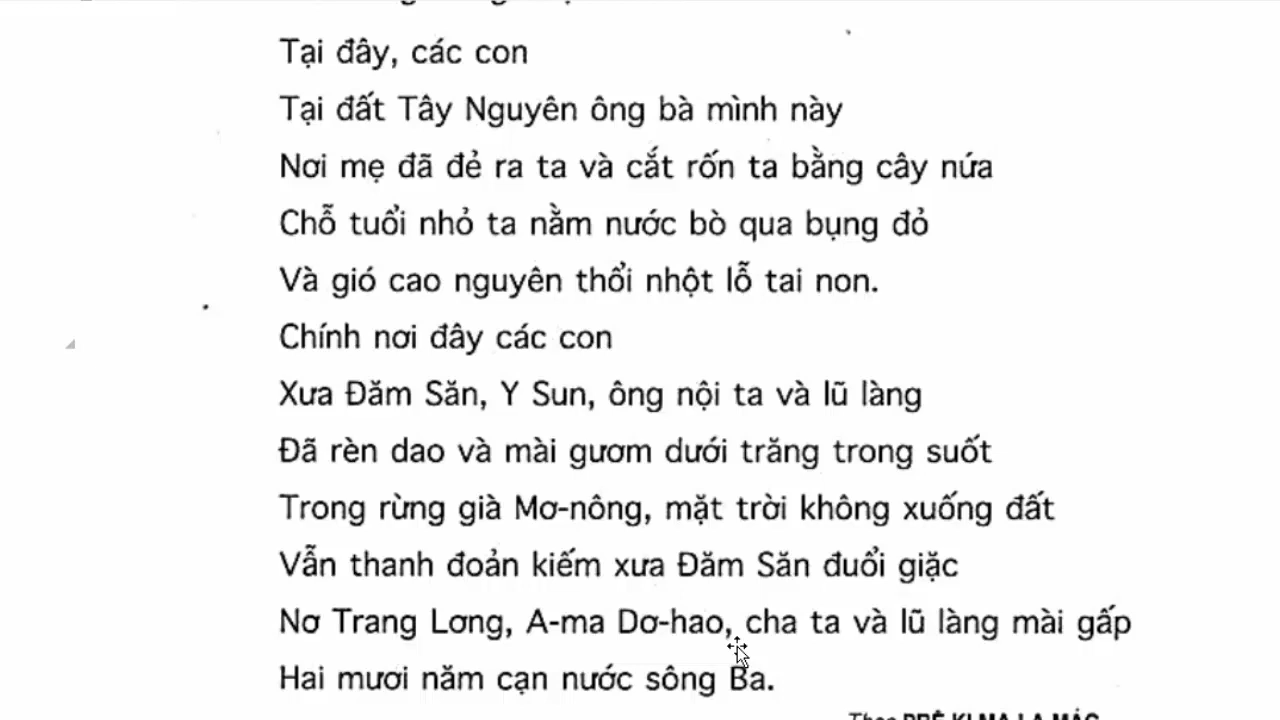 Tại đây, các con
Tại đất Tây Nguyên ông bà mình này
Nơi mẹ đã đẻ ra ta và cắt rốn ta bằng cây nứa
Chỗ tuổi nhỏ ta nằm nước bò qua bụng đỏ
Và gió cao nguyên thổi nhột lỗ tai non.
Chính nơi đây các con
Xưa Đăm Săn, Y Sun, ông nội ta và lũ làng
Đã rèn dao và mài gươm dưới trăng trong suốt
Trong rừng già Mơ-nông, mặt trời không xuống đất
Vẫn thanh đoản kiếm xưa Đăm Săn đuổi giặc
Nơ Trang Lơng, A-ma Dơ-hao, cha ta và lũ làng mài gấp
Hai mươi năm cạn nước sông Ba.